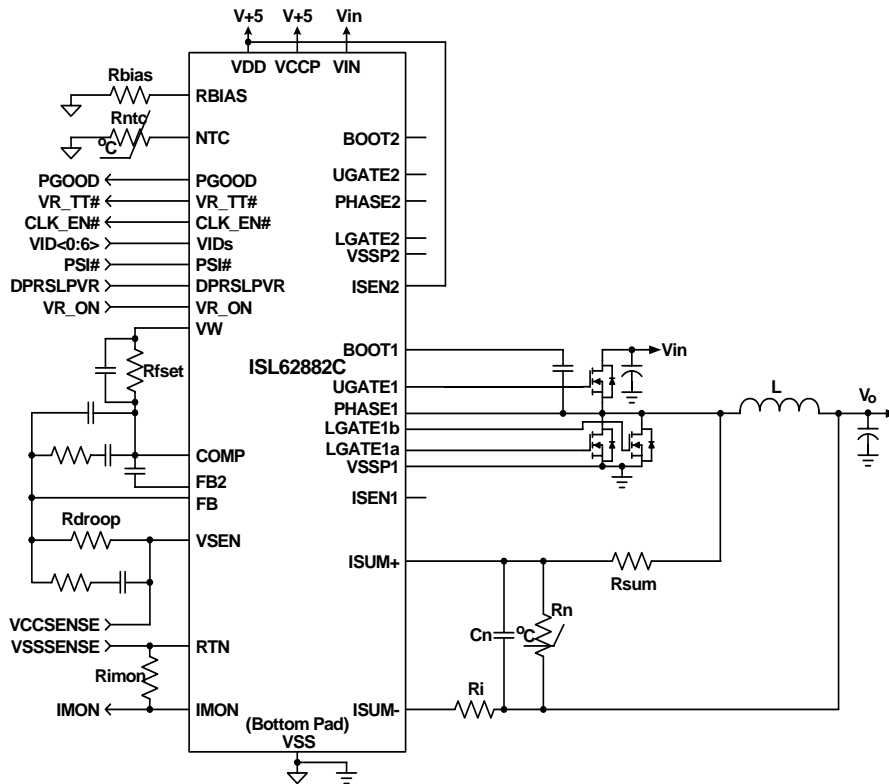 V+5 V+5 Vin
VDD VCCP VIN
Rbias
RBIAS
Rntc
NTC
oC
BOOT2
UGATE2
PGOOD PGOOD
VR_TT# VR_TT#
PHASE2
CLK_EN# CLK_EN#
VID<0:6> VIDs
LGATE2
VSSP2
PSI# PSI#
DPRSLPVR DPRSLPVR
ISEN2
VR_ON VR_ON
VW
BOOT1
Vin
Rfset
ISL62882C
UGATE1
L
Vo
PHASE1
LGATE1b
LGATE1a
COMP
VSSP1
FB2
FB
ISEN1
Rdroop
VSEN
ISUM+
Rsum
Rn
Cn
oC
VCCSENSE
VSSSENSE RTN
Rimon
Ri
IMON IMON
ISUM-
(Bottom Pad)
VSS